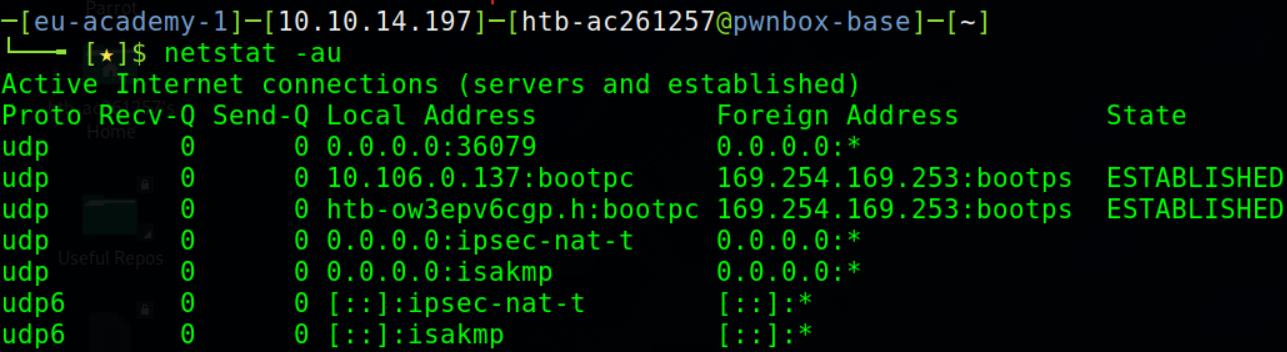 ─[eu-academy-1]─[10.10.14.197]─[htb-ac261257@pwnbox-base]─[~]
└──╼ [★]$ netstat -au
Active Internet connections (servers and established)
Proto Recv-Q Send-Q Local Address           Foreign Address         State
udp        0      0 0.0.0.0:36079           0.0.0.0:*
udp        0      0 10.106.0.137:bootpc     169.254.169.253:bootps  ESTABLISHED
udp        0      0 htb-ow3epv6cgp.h:bootpc 169.254.169.253:bootps  ESTABLISHED
udp        0      0 0.0.0.0:ipsec-nat-t     0.0.0.0:*
udp        0      0 0.0.0.0:isakmp          0.0.0.0:*
udp6       0      0 [::]:ipsec-nat-t        [::]:*
udp6       0      0 [::]:isakmp             [::]:*
Parrot
Home
Useful Repos